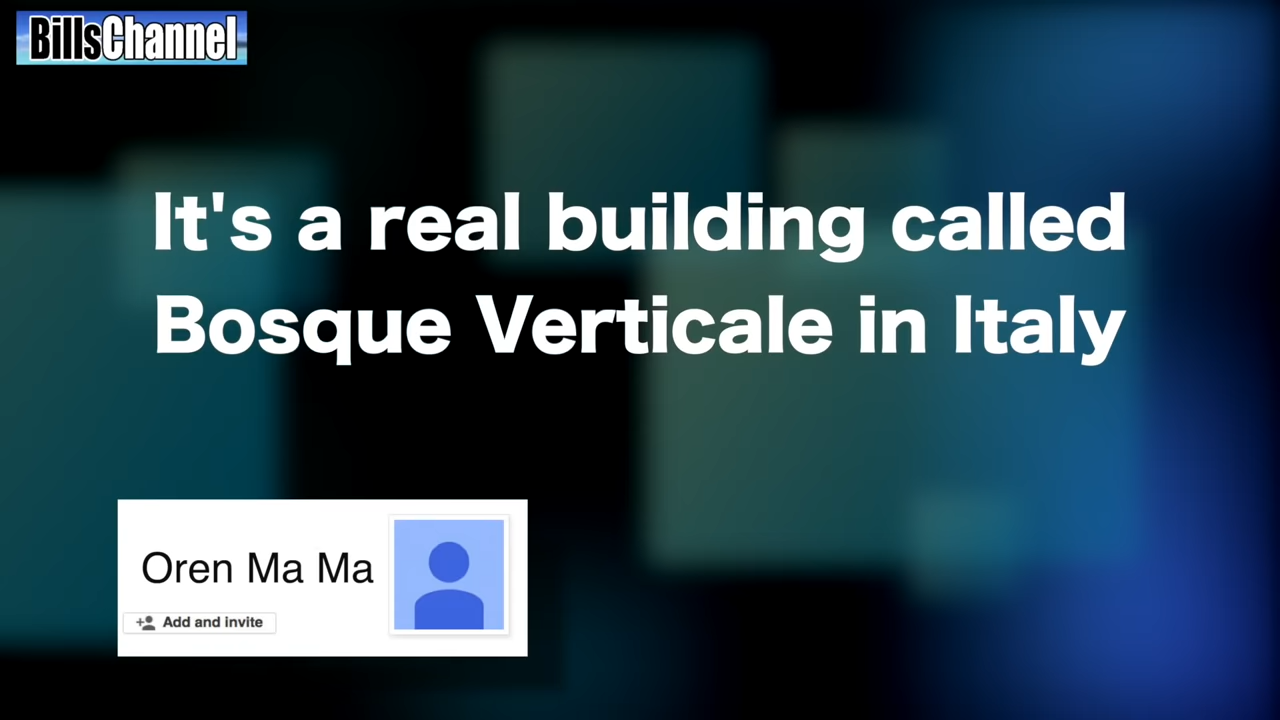 BillsChannel
It's a real building called
Bosque Verticale in Italy
Oren Ma Ma
Add and invite